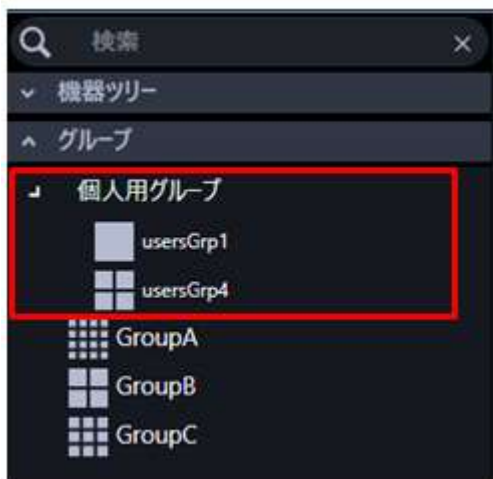 検索
機器ツリー
グループ
個人用グループ
usersGrp1
usersGrp4
GroupA
GroupB
GroupC